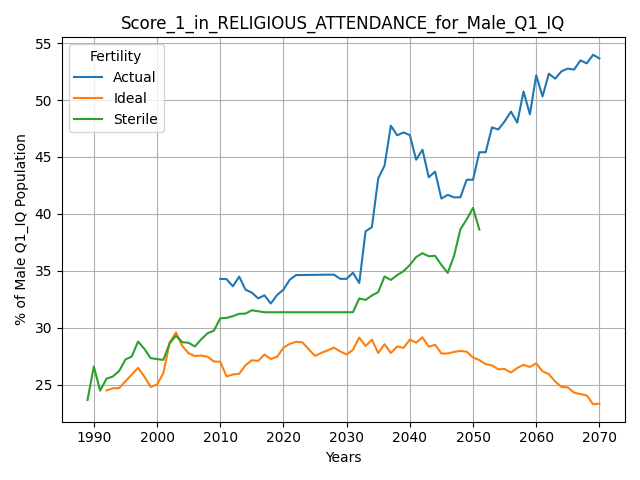 Score_1_in_RELIGIOUS_ATTENDANCE_for_Male_Q1_IQ
Fertility
Actual
Ideal
Sterile
% of Male Q1_IQ Population
55
50
45
40
35
30
25
1990 2000 2010 2020 2030 2040 2050 2060 2070
Years